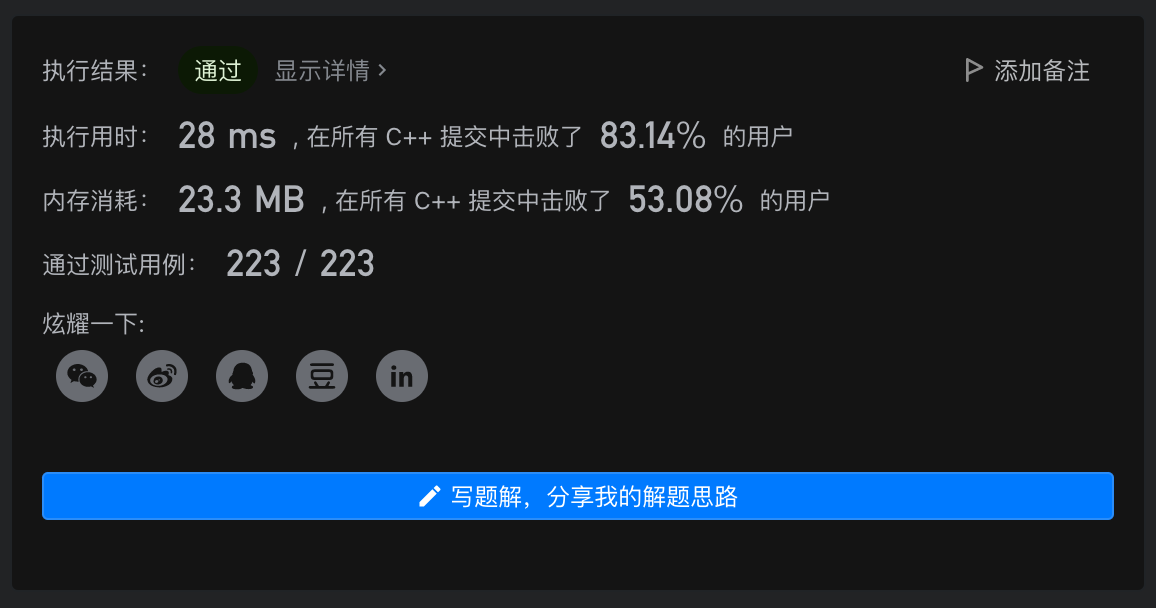 执行结果： 通过 显示详情 › 添加备注
执行用时： 28 ms , 在所有 C++ 提交中击败了 83.14% 的用户
内存消耗： 23.3 MB , 在所有 C++ 提交中击败了 53.08% 的用户
通过测试用例： 223 / 223
炫耀一下:
豆 in
写题解，分享我的解题思路